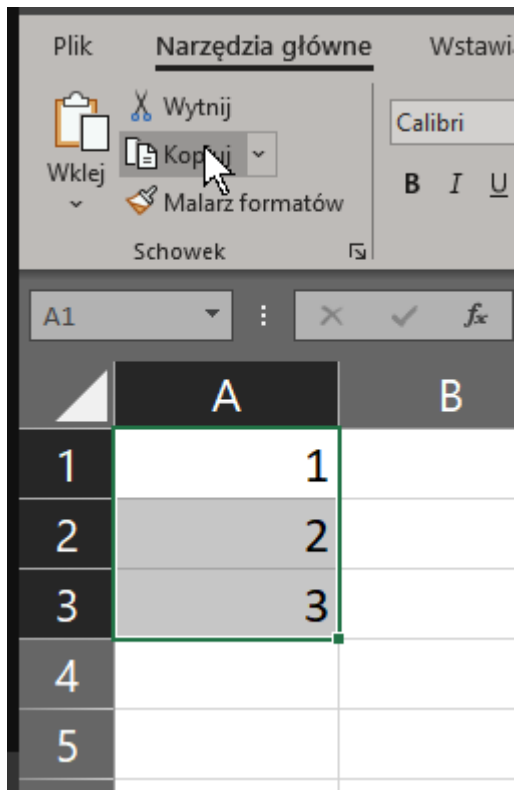 Plik Narzędzia główne Wstawi
Wytnij
Kopiuj
Wklej
Malarz formatów
Schowek
Calibri
B I U
A1 fx
A B
1 1
2 2
3 3
4
5